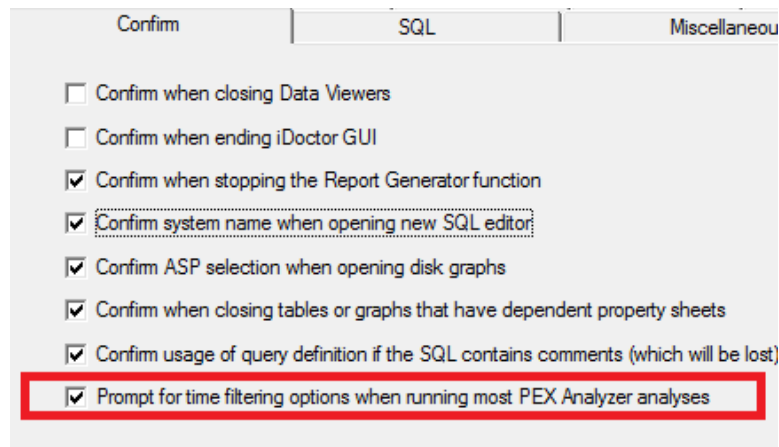 Confirm SQL Miscellaneou
Confirm when closing Data Viewers
Confirm when ending iDoctor GUI
Confirm when stopping the Report Generator function
Confirm system name when opening new SQL editor
Confirm ASP selection when opening disk graphs
Confirm when closing tables or graphs that have dependent property sheets
Confirm usage of query definition if the SQL contains comments (which will be lost)
Prompt for time filtering options when running most PEX Analyzer analyses